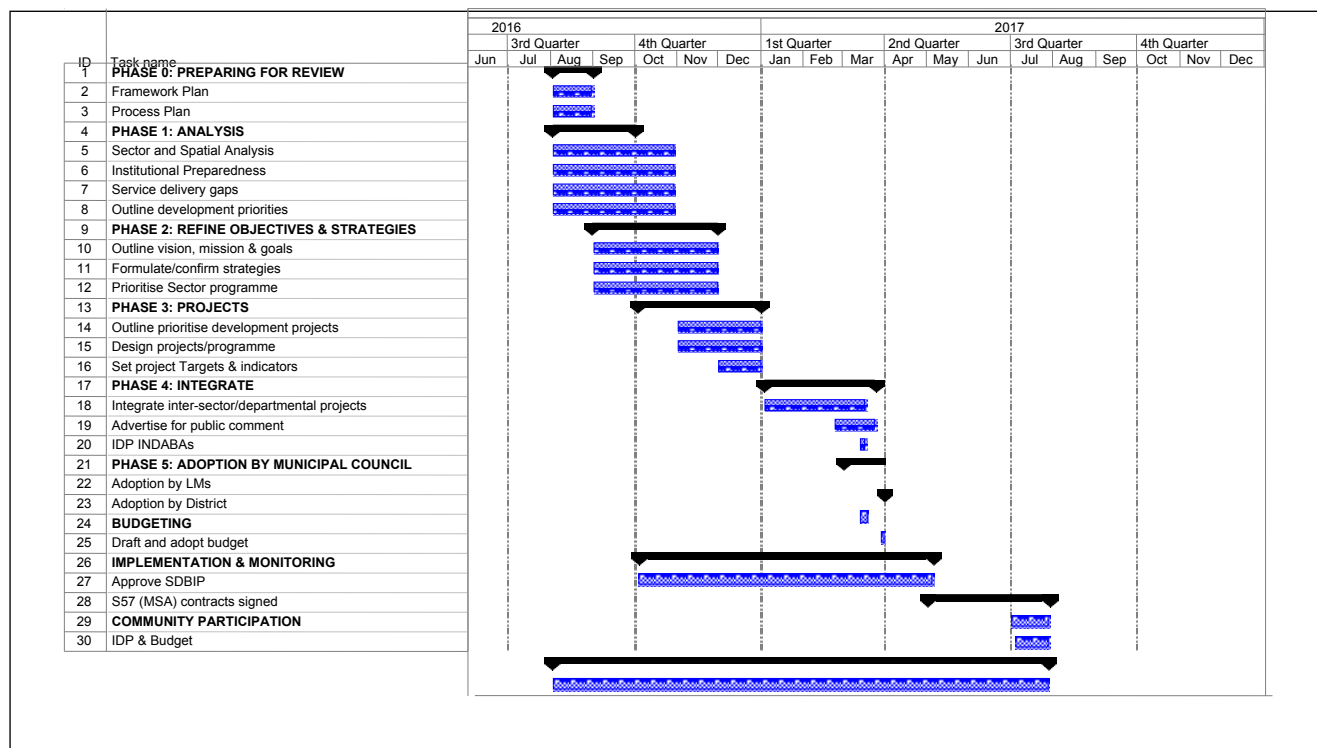 2016 2017
3rd Quarter 4th Quarter 1st Quarter 2nd Quarter 3rd Quarter 4th Quarter
ID Task name Jun Jul Aug Sep Oct Nov Dec Jan Feb Mar Apr May Jun Jul Aug Sep Oct Nov Dec
1 PHASE 0: PREPARING FOR REVIEW
2 Framework Plan
3 Process Plan
4 PHASE 1: ANALYSIS
5 Sector and Spatial Analysis
6 Institutional Preparedness
7 Service delivery gaps
8 Outline development priorities
9 PHASE 2: REFINE OBJECTIVES & STRATEGIES
10 Outline vision, mission & goals
11 Formulate/confirm strategies
12 Prioritise Sector programme
13 PHASE 3: PROJECTS
14 Outline prioritise development projects
15 Design projects/programme
16 Set project Targets & indicators
17 PHASE 4: INTEGRATE
18 Integrate inter-sector/departmental projects
19 Advertise for public comment
20 IDP INDABAs
21 PHASE 5: ADOPTION BY MUNICIPAL COUNCIL
22 Adoption by LMs
23 Adoption by District
24 BUDGETING
25 Draft and adopt budget
26 IMPLEMENTATION & MONITORING
27 Approve SDBIP
28 S57 (MSA) contracts signed
29 COMMUNITY PARTICIPATION
30 IDP & Budget